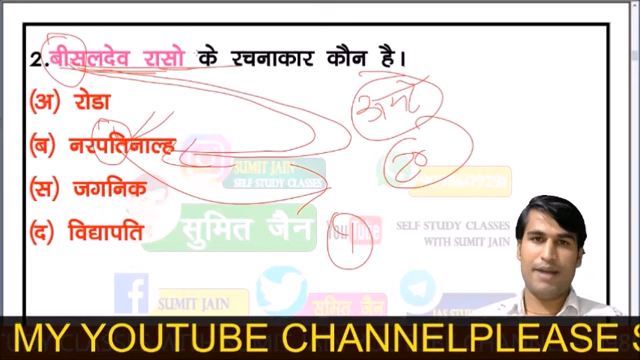 2.बीसलदेव रासो के रचनाकार कौन है।
(अ) रोडा
(ब) नरपतिनाल्ह
(स) जगनिक
(द) विद्यापति
SUMIT JAIN
SELF STUDY CLASSES
सुमित जैन
YouTube
SELF STUDY CLASSES
WITH SUMIT JAIN
SUMIT JAIN
सुमित जैन
MY YOUTUBE CHANNELPLEASE S